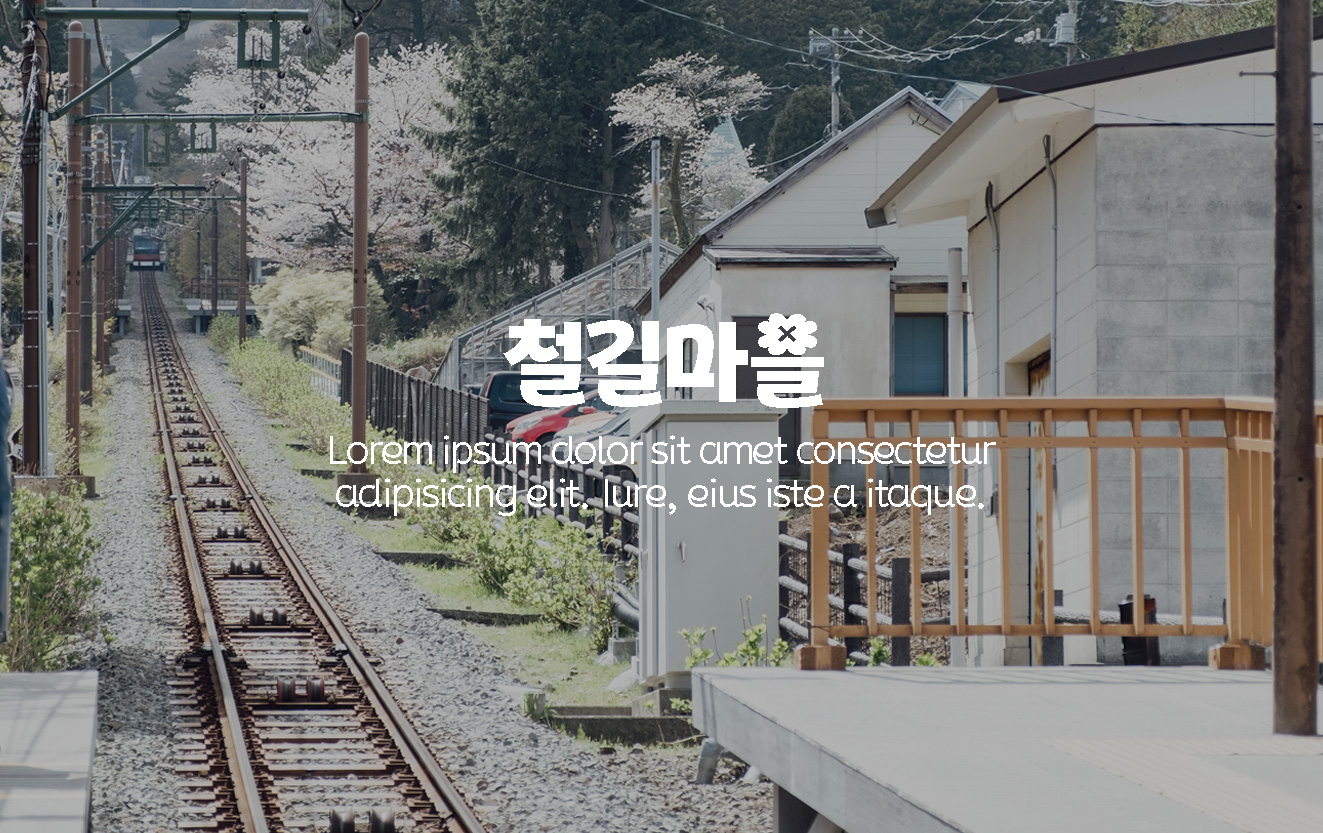 철길마을
Lorem ipsum dolor sit amet consectetur
adipisicing elit. Iure, eius iste a itaque.